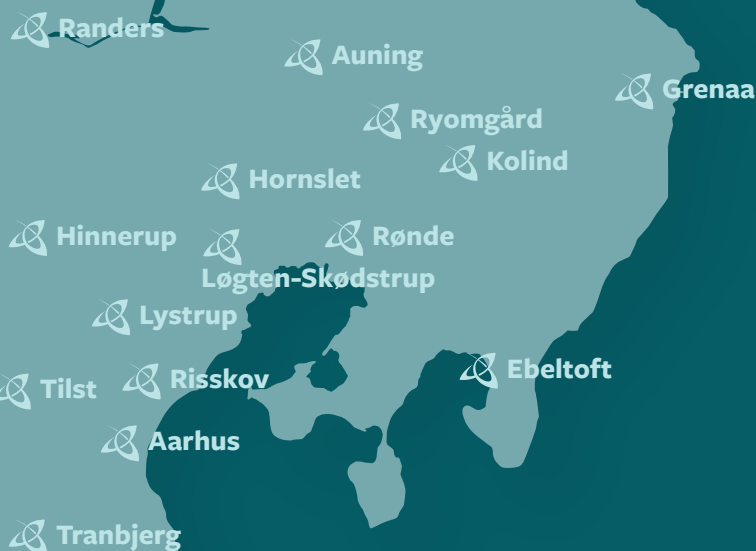 Randers
Auning
Grenaa
Ryomgård
Kolind
Hornslet
Hinnerup
Rønde
Løgten-Skødstrup
Lystrup
Ebeltoft
Risskov
Tilst
Aarhus
Tranbjerg